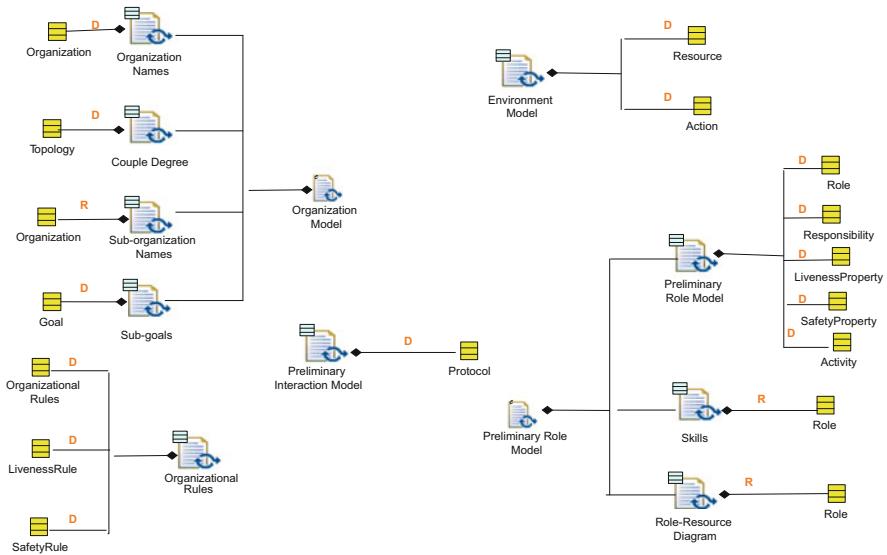 D
Organization
Organization
Names
D
Topology
Couple Degree
R
Organization
Sub-organization
Names
D
Goal
Sub-goals
c
Organization
Model
D
Organizational
Rules
D
LivenessRule
D
SafetyRule
Organizational
Rules
Preliminary
Interaction Model
D
Protocol
Environment
Model
D
Resource
D
Action
c
Preliminary Role
Model
Preliminary
Role Model
D
Role
D
Responsibility
D
LivenessProperty
D
SafetyProperty
D
Activity
Skills
R
Role
Role-Resource
Diagram
R
Role